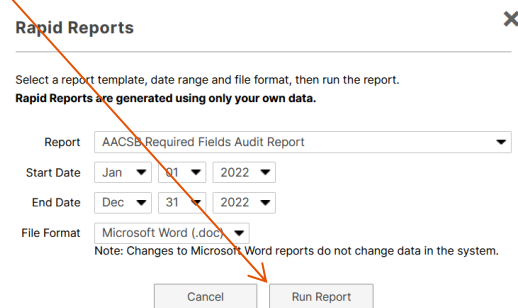 Rapid Reports
Select a report template, date range and file format, then run the report.
Rapid Reports are generated using only your own data.
Report AACSB Required Fields Audit Report
Start Date Jan 01 2022
End Date Dec 31 2022
File Format Microsoft Word (.doc)
Note: Changes to Microsoft Word reports do not change data in the system.
Cancel Run Report